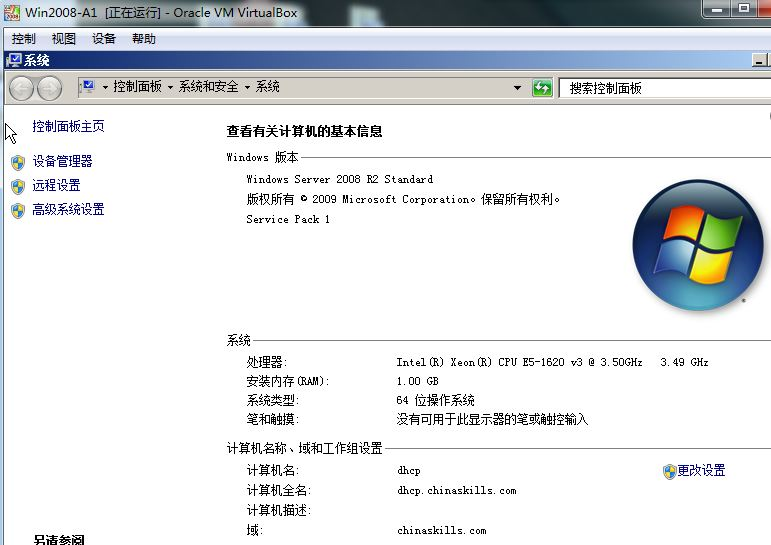 Win2008-A1 [正在运行] - Oracle VM VirtualBox
控制 视图 设备 帮助
系统
控制面板 系统和安全 系统 搜索控制面板
控制面板主页
设备管理器
远程设置
高级系统设置
另请参阅
查看有关计算机的基本信息
Windows 版本
Windows Server 2008 R2 Standard
版权所有 © 2009 Microsoft Corporation。保留所有权利。
Service Pack 1
系统
处理器: Intel(R) Xeon(R) CPU E5-1620 v3 @ 3.50GHz 3.49 GHz
安装内存(RAM): 1.00 GB
系统类型: 64 位操作系统
笔和触摸: 没有可用于此显示器的笔或触控输入
计算机名称、域和工作组设置
计算机名: dhcp 更改设置
计算机全名: dhcp.chinaskills.com
计算机描述:
域: chinaskills.com